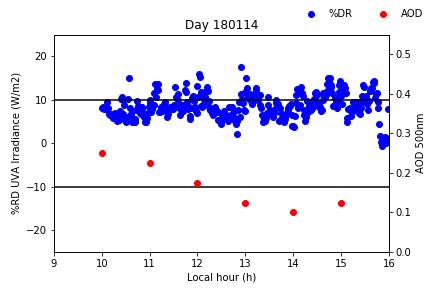 %DR AOD
Day 180114
%RD UVA Irradiance (W/m2)
20
10
0
−10
−20
0.5
0.4
0.3
0.2
0.1
0.0
AOD 500nm
9 10 11 12 13 14 15 16
Local hour (h)